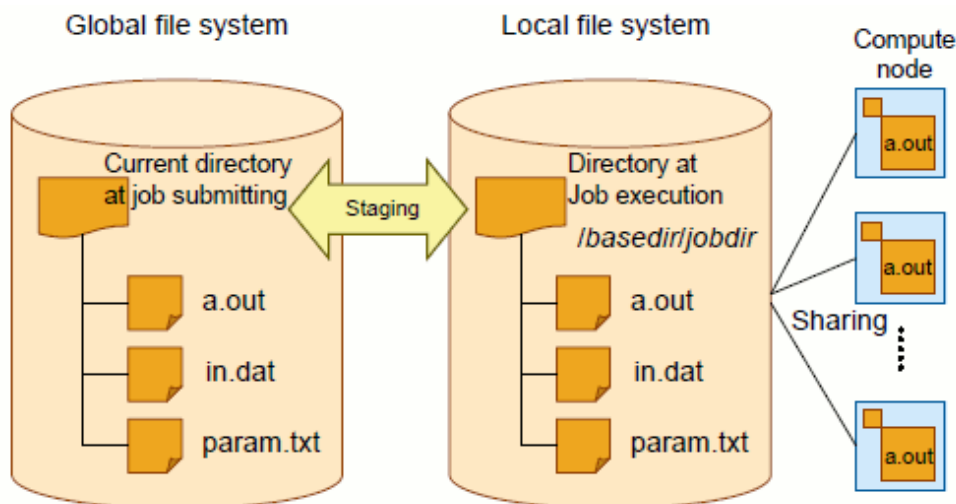 Global file system
Local file system
Compute
node
Current directory
at job submitting
Staging
Directory at
Job execution
/basedir/jobdir
a.out
in.dat
param.txt
a.out
in.dat
param.txt
Sharing
a.out
a.out
a.out